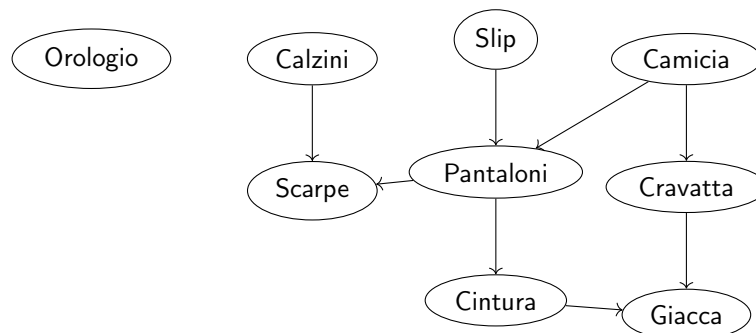 Orologio
Calzini
Slip
Camicia
Scarpe
Pantaloni
Cravatta
Cintura
Giacca